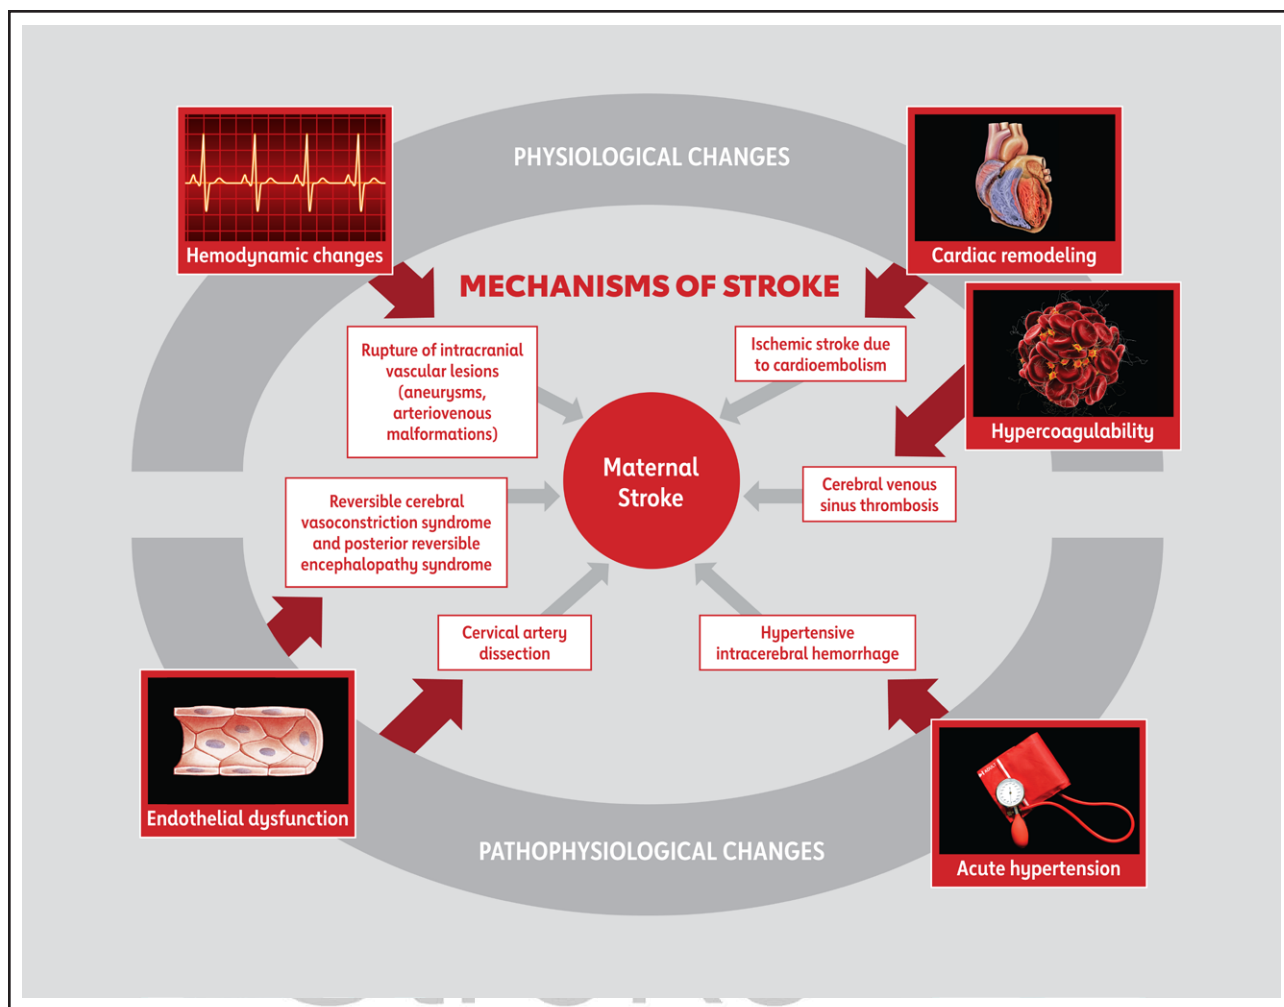 PHYSIOLOGICAL CHANGES
Hemodynamic changes
Cardiac remodeling
MECHANISMS OF STROKE
Rupture of intracranial
vascular lesions
(aneurysms,
arteriovenous
malformations)
Ischemic stroke due
to cardioembolism
Hypercoagulability
Maternal
Stroke
Reversible cerebral
vasoconstriction syndrome
and posterior reversible
encephalopathy syndrome
Cerebral venous
sinus thrombosis
Cervical artery
dissection
Hypertensive
intracerebral hemorrhage
Endothelial dysfunction
PATHOPHYSIOLOGICAL CHANGES
Acute hypertension